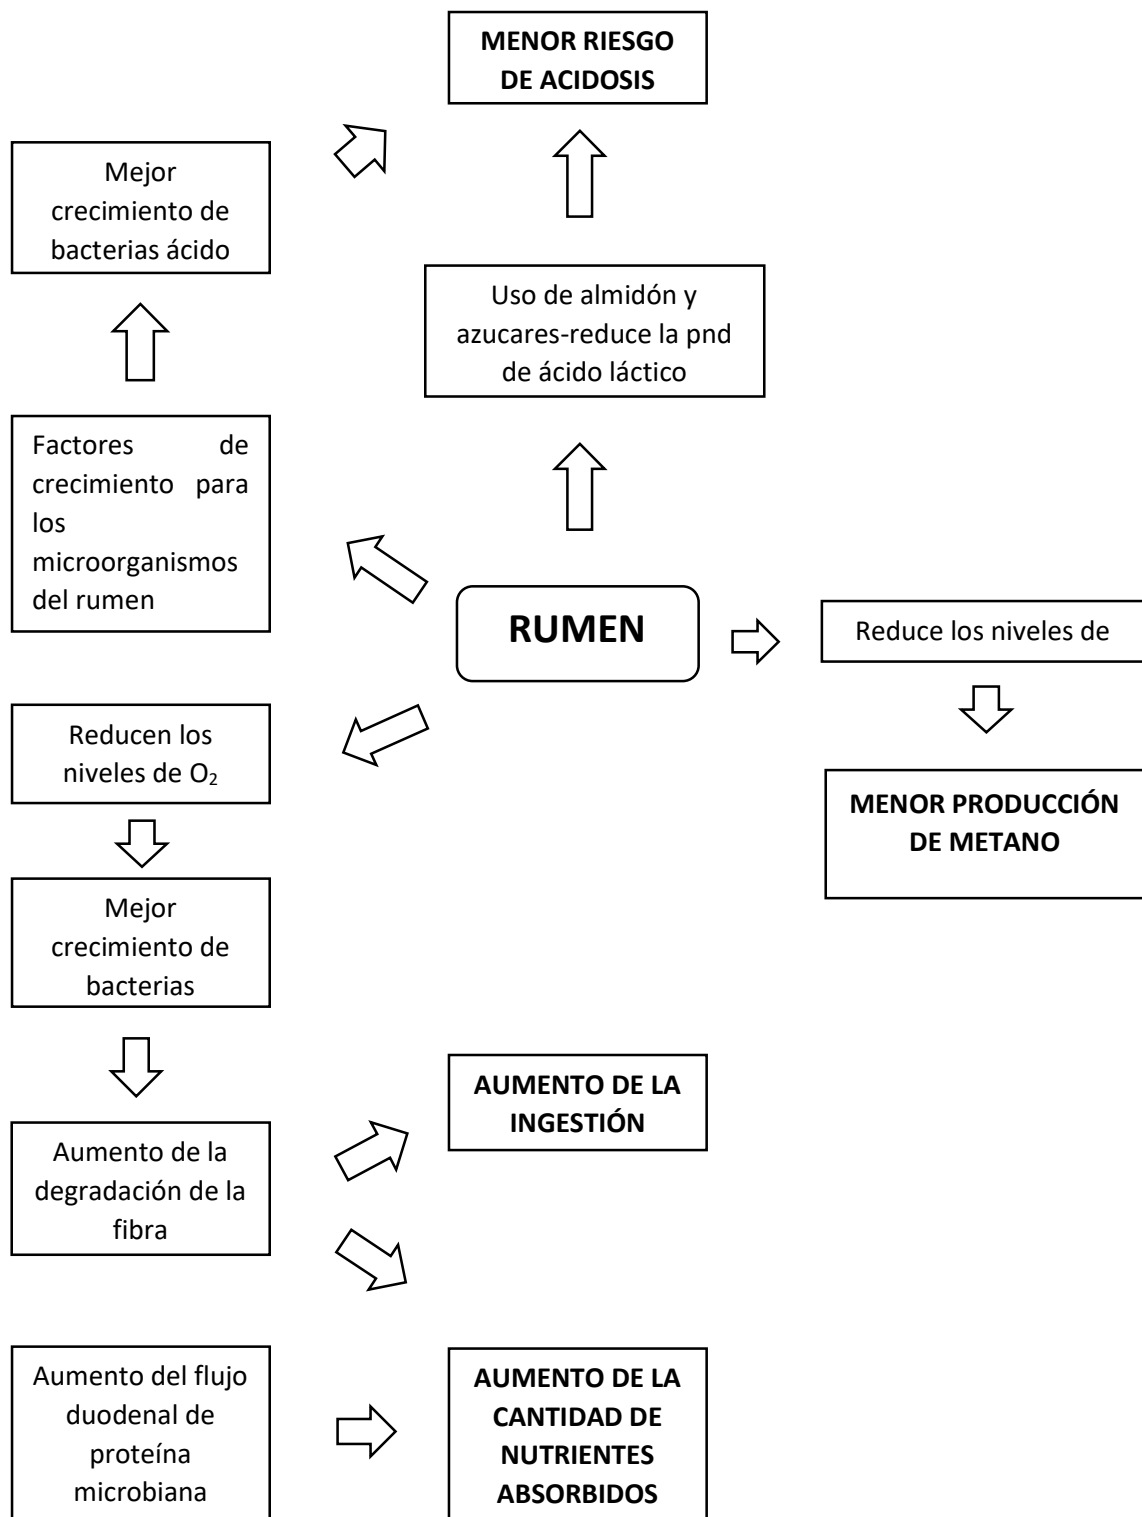 MENOR RIESGO
DE ACIDOSIS
Mejor
crecimiento de
bacterias ácido
Uso de almidón y
azucares-reduce la pnd
de ácido láctico
Factores de
crecimiento para
los
microorganismos
del rumen
RUMEN
Reduce los niveles de
Reducen los
niveles de O₂
MENOR PRODUCCIÓN
DE METANO
Mejor
crecimiento de
bacterias
AUMENTO DE LA
INGESTIÓN
Aumento de la
degradación de la
fibra
Aumento del flujo
duodenal de
proteína
microbiana
AUMENTO DE LA
CANTIDAD DE
NUTRIENTES
ABSORBIDOS